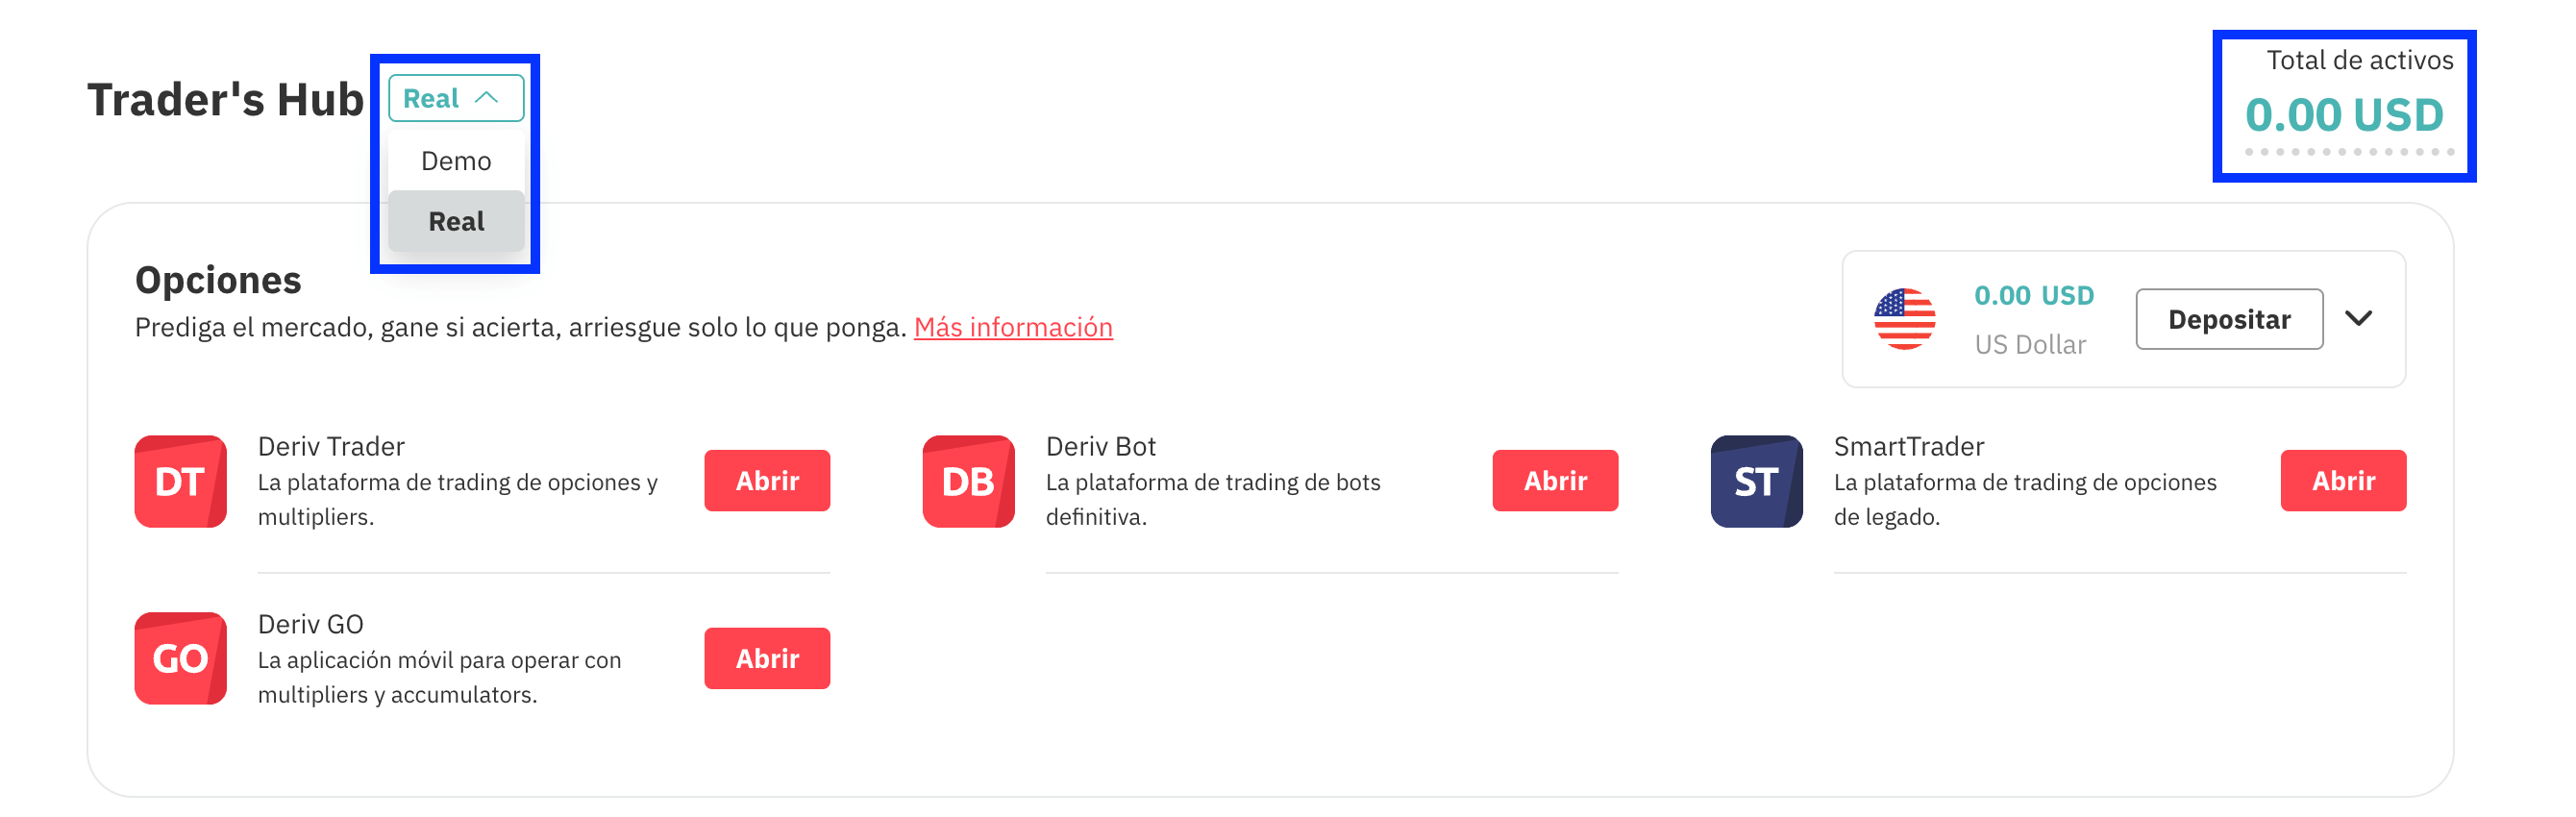 Trader's Hub
Real
Demo
Real
Total de activos
0.00 USD
Opciones
Prediga el mercado, gane si acierta, arriesgue solo lo que ponga. Más información
0.00 USD
US Dollar
Depositar
DT
Deriv Trader
La plataforma de trading de opciones y
multipliers.
Abrir
DB
Deriv Bot
La plataforma de trading de bots
definitiva.
Abrir
ST
SmartTrader
La plataforma de trading de opciones
de legado.
Abrir
GO
Deriv GO
La aplicación móvil para operar con
multipliers y accumulators.
Abrir